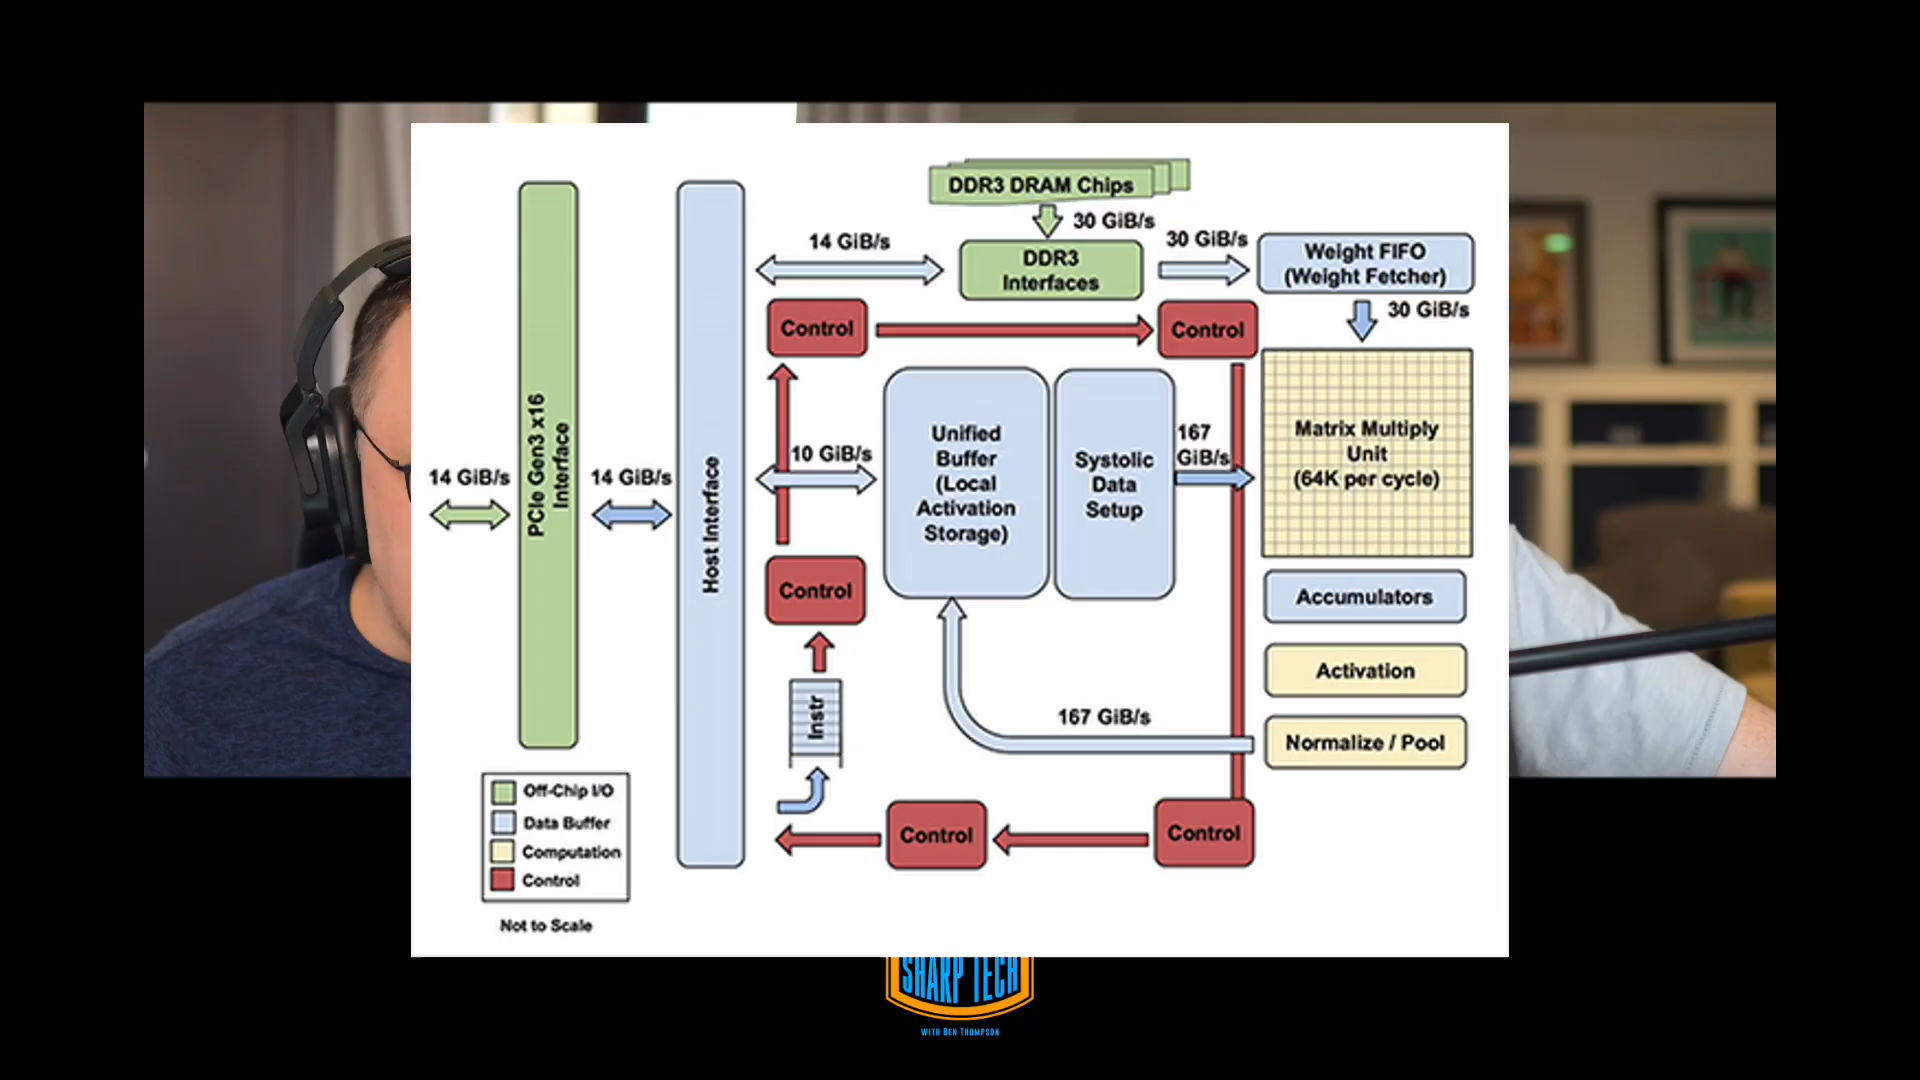 DDR3 DRAM Chips
30 GiB/s
14 GiB/s
30 GiB/s
DDR3
Interfaces
Weight FIFO
(Weight Fetcher)
30 GiB/s
Control
Control
Matrix Multiply
Unit
(64K per cycle)
PCIe Gen3 x16
Interface
14 GiB/s
14 GiB/s
Host Interface
10 GiB/s
Unified
Buffer
(Local
Activation
Storage)
Systolic
Data
Setup
167
GiB/s
Control
Accumulators
Activation
Instr
167 GiB/s
Normalize / Pool
Off-Chip I/O
Data Buffer
Computation
Control
Control
Control
Not to Scale
SHARP TECH
WITH BEN THOMPSON